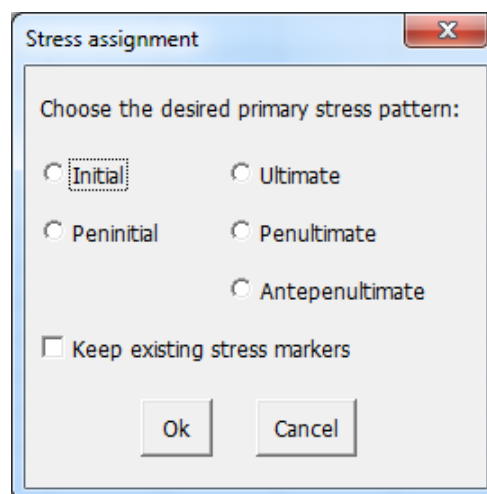 Stress assignment
Choose the desired primary stress pattern:
Initial Ultimate
Peninitial Penultimate
Antepenultimate
Keep existing stress markers
Ok Cancel